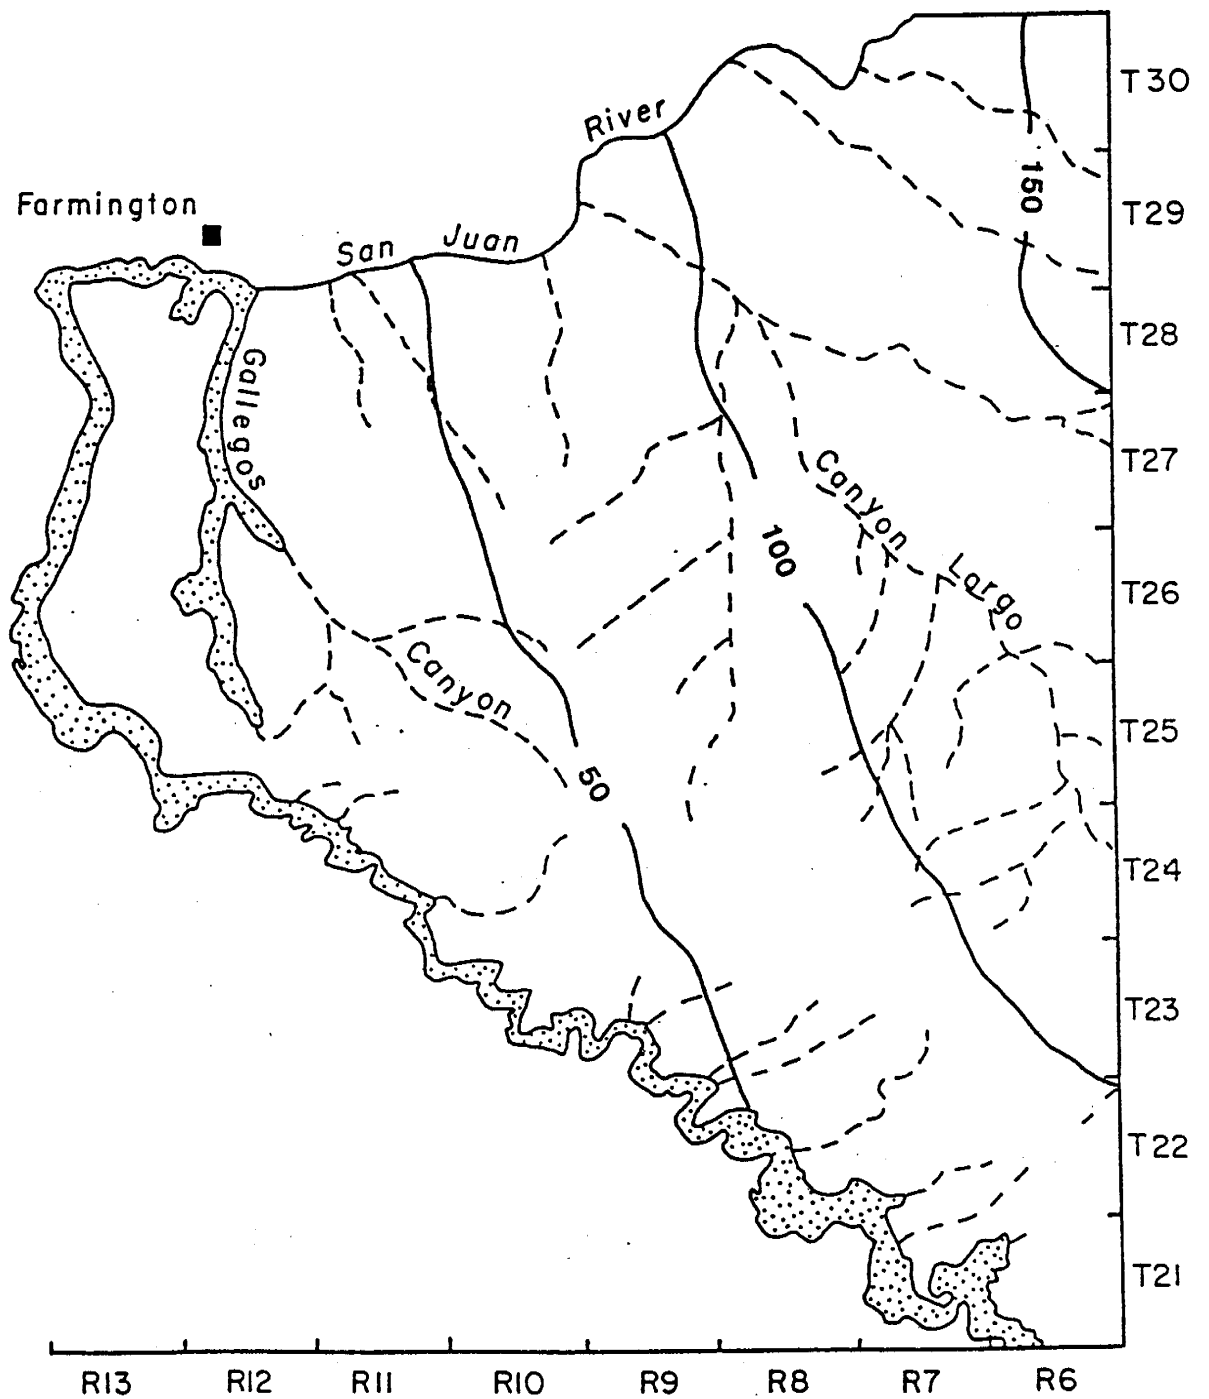 T30
River
150
Farmington
T29
San Juan
T28
Gallegos
T27
Canyon
100
Largo
T26
Canyon
T25
50
T24
T23
T22
T21
R13 R12 R11 R10 R9 R8 R7 R6